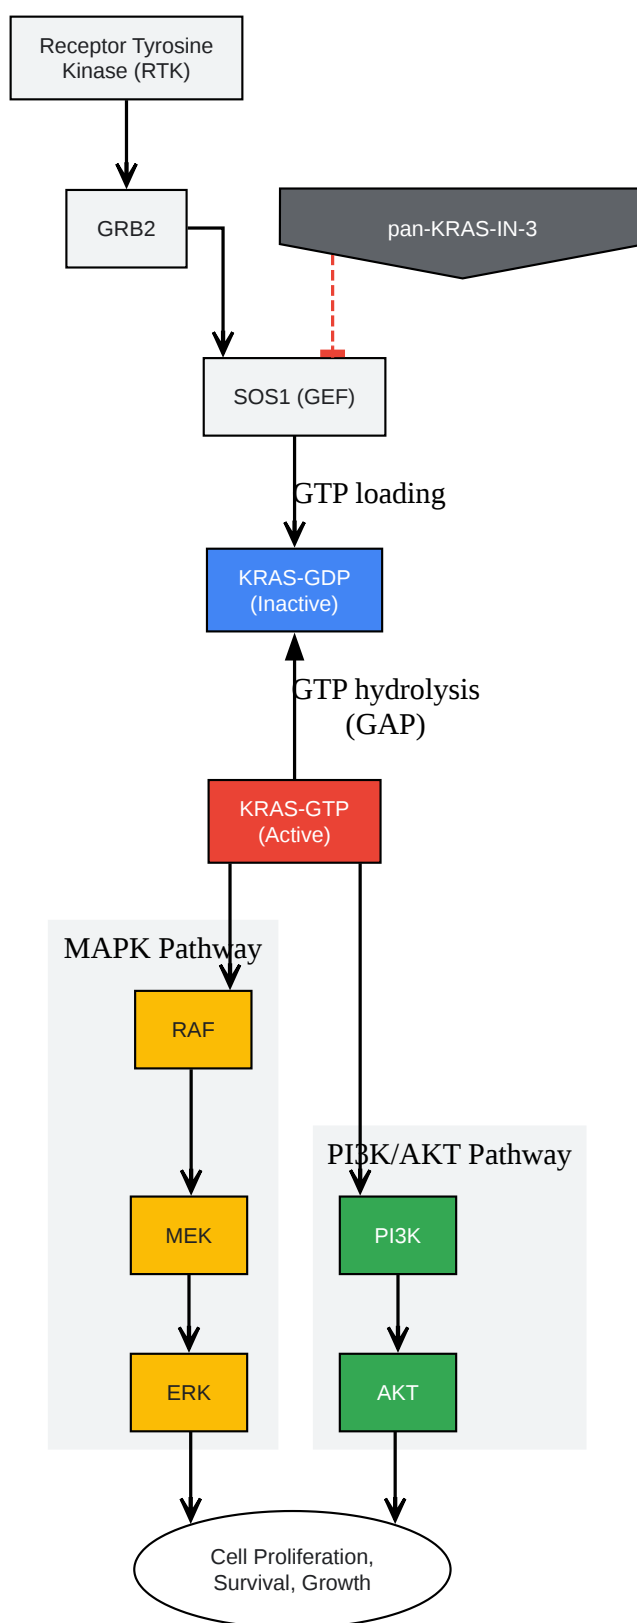 Receptor Tyrosine
Kinase (RTK)
GRB2
pan-KRAS-IN-3
SOS1 (GEF)
GTP loading
KRAS-GDP
(Inactive)
GTP hydrolysis
(GAP)
KRAS-GTP
(Active)
MAPK Pathway
RAF
PI3K/AKT Pathway
MEK
PI3K
ERK
AKT
Cell Proliferation,
Survival, Growth